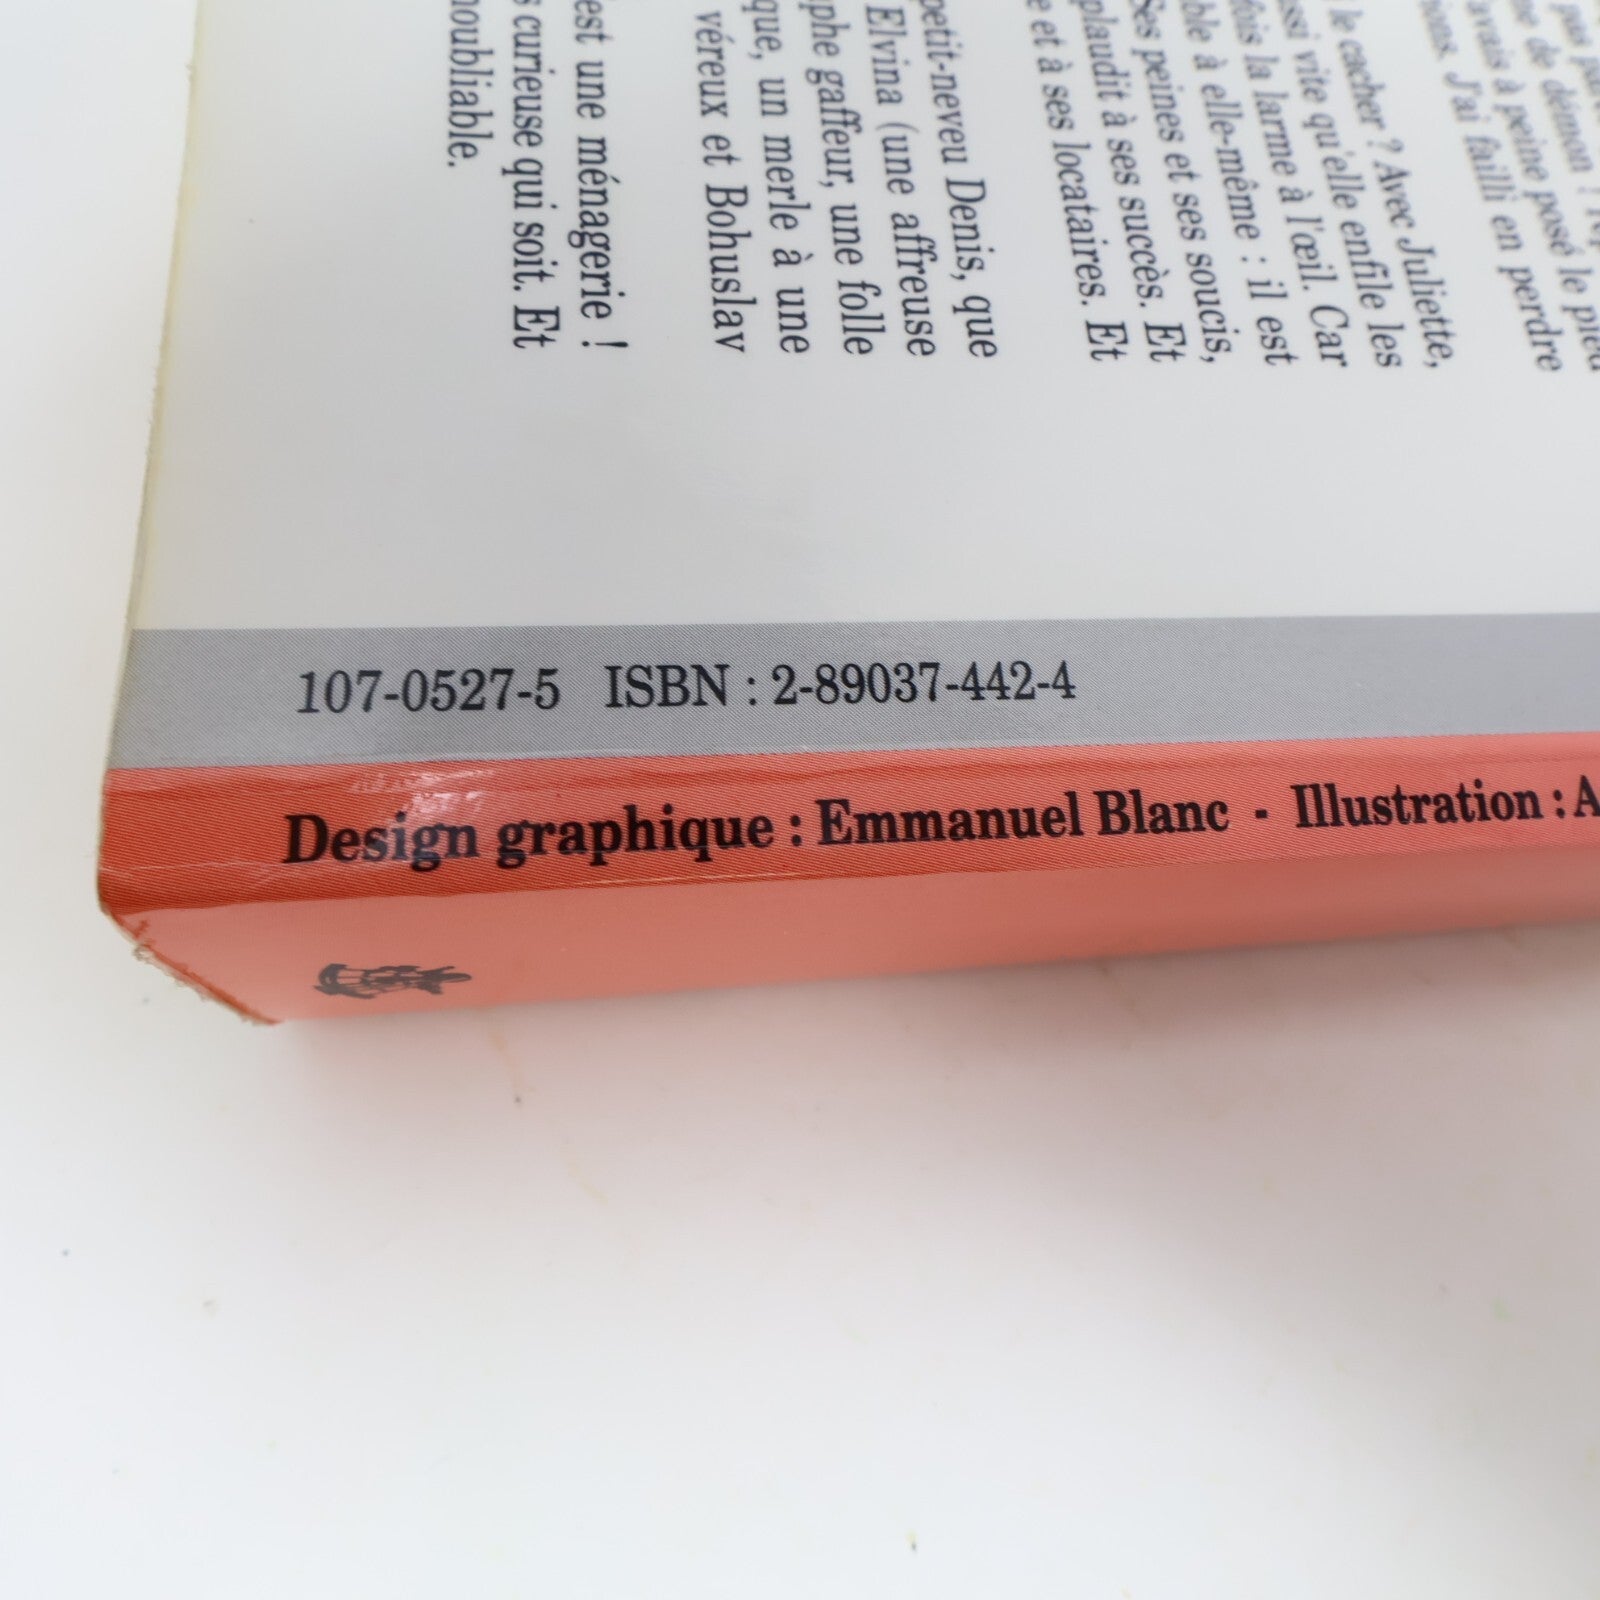 ions. J'ai failli en perdre
avais à peine posé le pied
le cacher ? Avec Juliette,
ssi vite qu'elle enfile les
fois la larme à l'œil. Car
ble à elle-même : il est
Ses peines et ses soucis,
plaudit à ses succès. Et
e et à ses locataires. Et
petit-neveu Denis, que
Elvina (une affreuse
phe gaffeur, une folle
que, un merle à une
véreux et Bohuslav
est une ménagerie !
s curieuse qui soit. Et
noubliable.
107-0527-5 ISBN : 2-89037-442-4
Design graphique : Emmanuel Blanc - Illustration : A